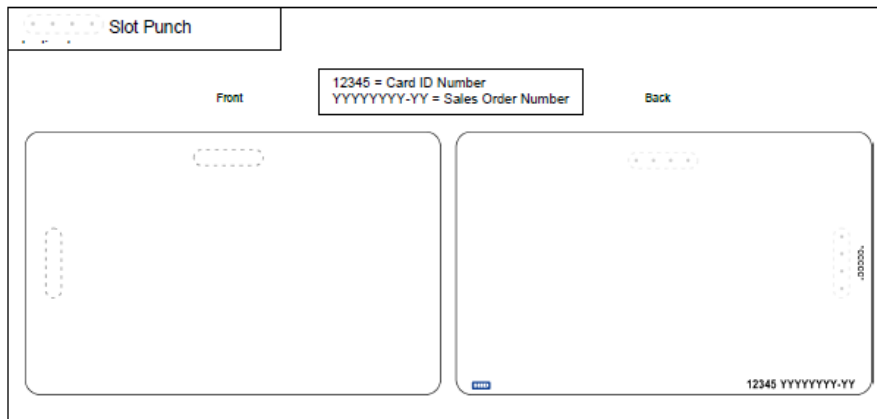 Slot Punch
12345 = Card ID Number
YYYYYYYY-YY = Sales Order Number
Front
Back
12345 YYYYYYYY-YY